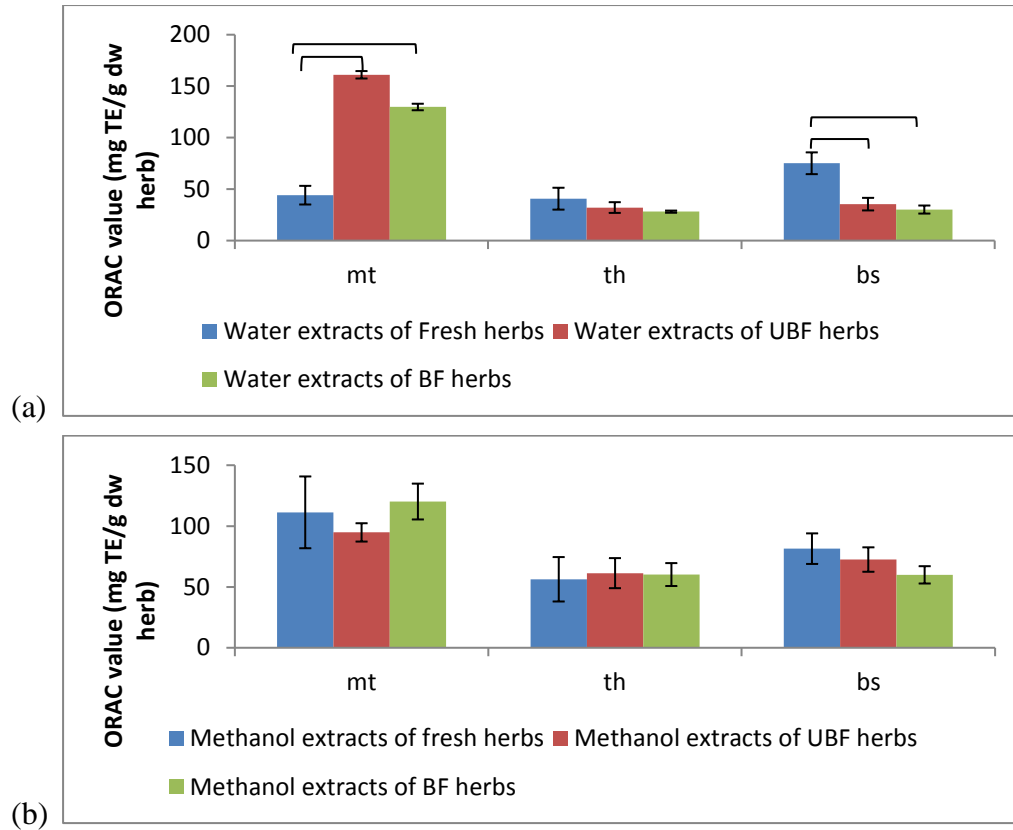 ORAC value (mg TE/g dw
herb)
200
150
100
50
0
mt th bs
Water extracts of Fresh herbs Water extracts of UBF herbs
Water extracts of BF herbs
(a)
ORAC value (mg TE/g dw
herb)
150
100
50
0
mt th bs
Methanol extracts of fresh herbs Methanol extracts of UBF herbs
Methanol extracts of BF herbs
(b)